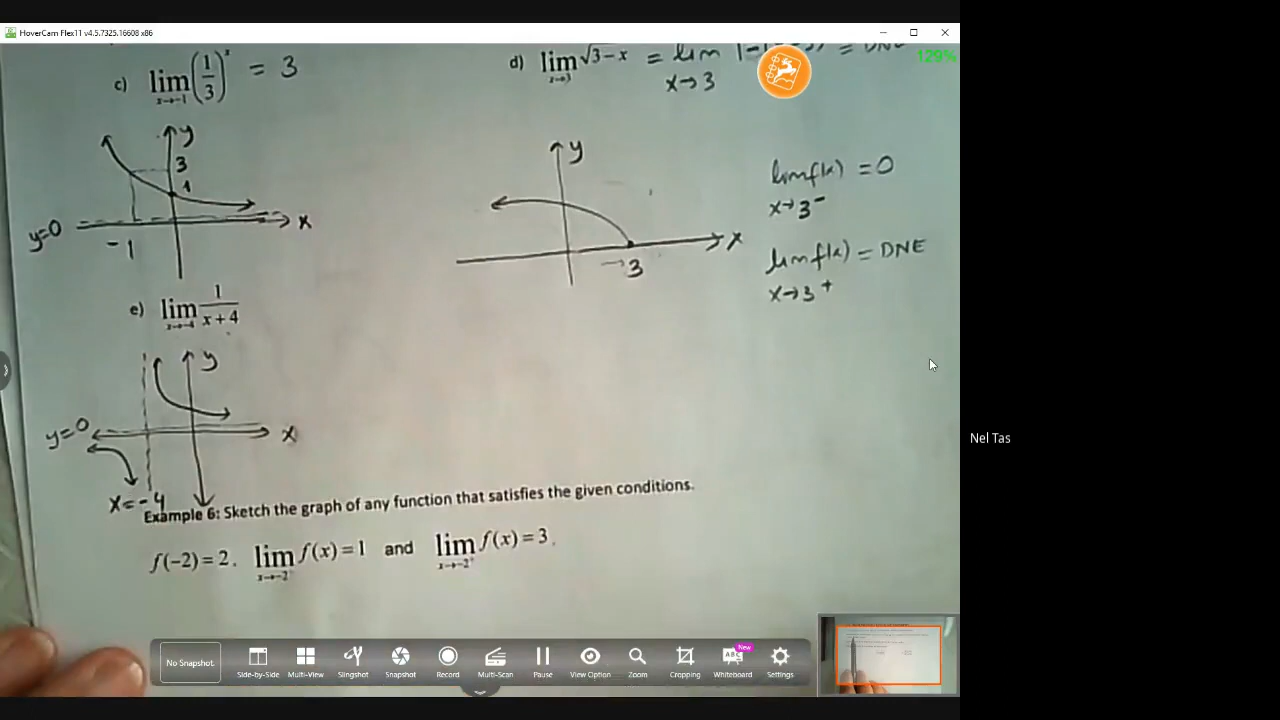 HoverCam Flex11 v4.5.7325.16608 x86
129%
c) lim x→-1 (1/3)^x = 3
d) lim x→3 √3-x = lim x→3 = DNE
y
3
1
y=0
x
-1
y
x
3
lim f(x) = 0
x→3-
lim f(x) = DNE
x→3+
e) lim x→-4 1/x+4
y
y=0
x
x=-4
Example 6: Sketch the graph of any function that satisfies the given conditions.
f(-2)=2, lim x→-2 f(x)=1 and lim x→-2 f(x)=3.
Nel Tas
No Snapshot.
Side-by-Side
Multi-View
Slingshot
Snapshot
Record
Multi-Scan
Pause
View Option
Zoom
Cropping
ABC
New
Whiteboard
Settings